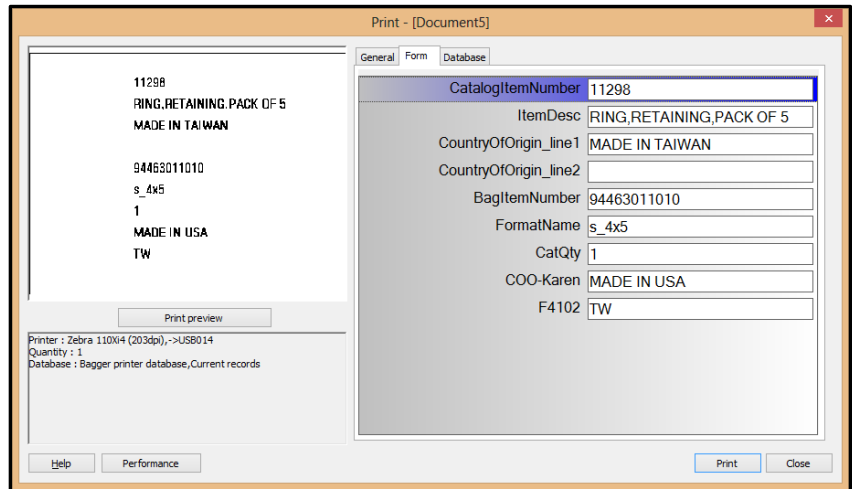 Print - [Document5]
11298
RING,RETAINING.PACK OF 5
MADE IN TAIWAN
94463011010
s_4x5
1
MADE IN USA
TW
Print preview
Printer : Zebra 110Xi4 (203dpi),->USB014
Quantity : 1
Database : Bagger printer database,Current records
General Form Database
CatalogItemNumber 11298
ItemDesc RING,RETAINING,PACK OF 5
CountryOfOrigin_line1 MADE IN TAIWAN
CountryOfOrigin_line2
BagItemNumber 94463011010
FormatName s_4x5
CatQty 1
COO-Karen MADE IN USA
F4102 TW
Help Performance Print Close